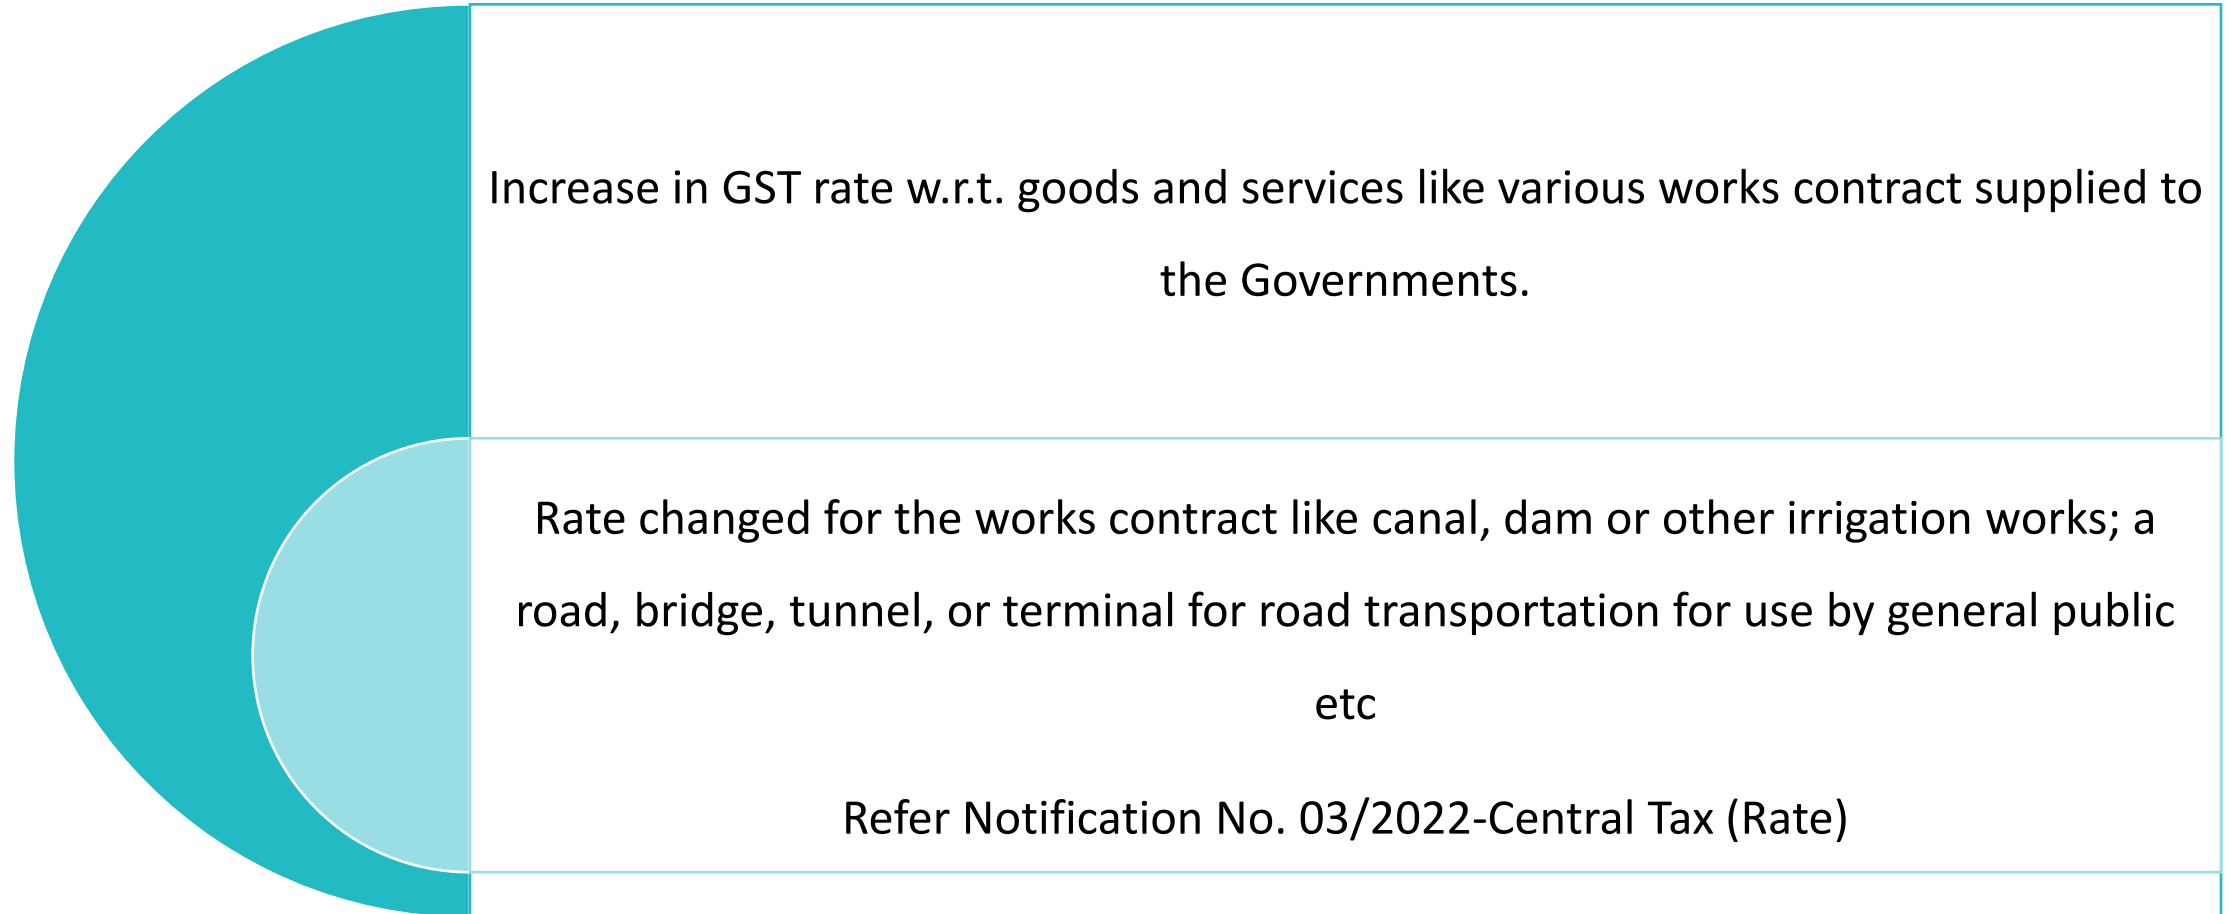 Increase in GST rate w.r.t. goods and services like various works contract supplied to
the Governments.
Rate changed for the works contract like canal, dam or other irrigation works; a
road, bridge, tunnel, or terminal for road transportation for use by general public
etc
Refer Notification No. 03/2022-Central Tax (Rate)